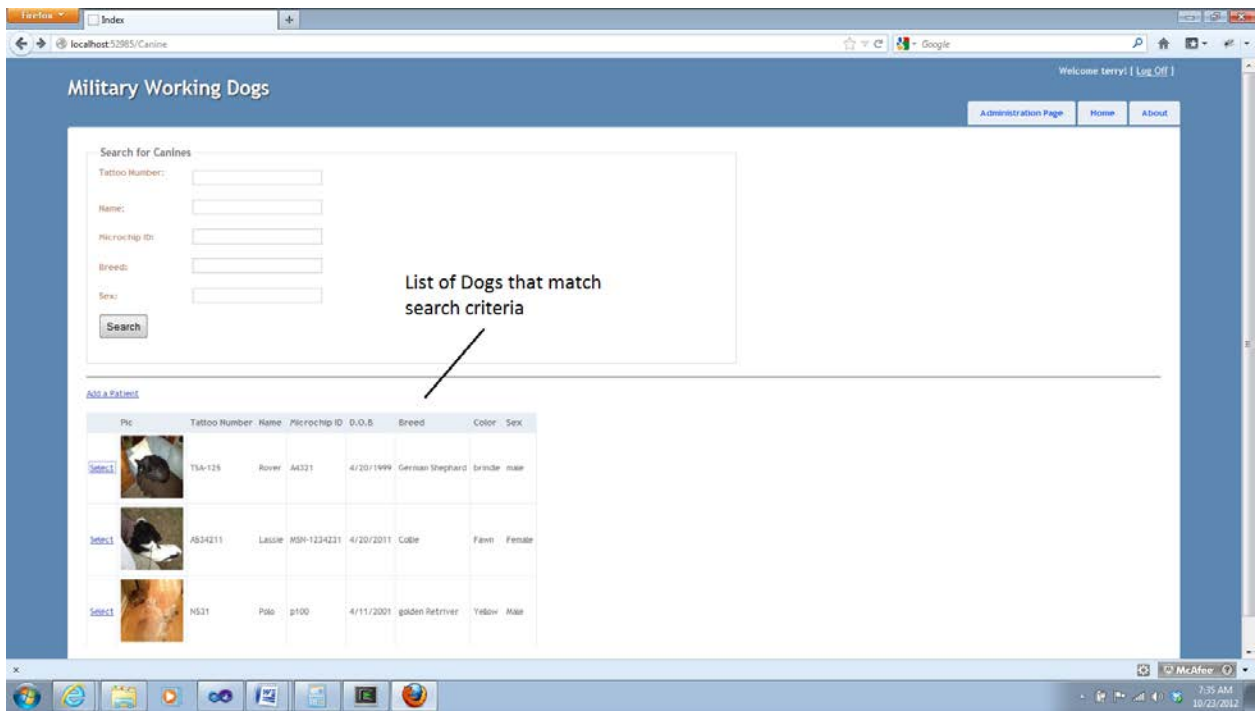 Firefox
Index
localhost:52985/Canine
Google
Welcome terry! [ Log Off ]
Military Working Dogs
Administration Page Home About
Search for Canines
Tattoo Number:
Name:
Microchip ID:
Breed:
Sex:
Search
List of Dogs that match
search criteria
Add a Patient
Pic Tattoo Number Name Microchip ID D.O.B Breed Color Sex
Select TSA-125 Rover A4321 4/20/1999 German Shephard brindle male
Select AB34211 Lassie MSN-1234231 4/20/2011 Collie Fawn Female
Select NS31 Polo p100 4/11/2001 golden Retriver Yellow Male
McAfee
7:35 AM
10/23/2012